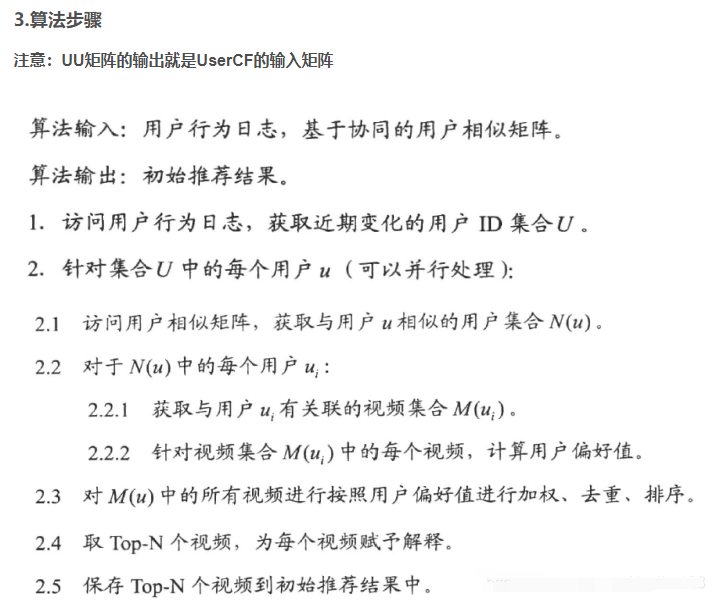 3.算法步骤
注意：UU矩阵的输出就是UserCF的输入矩阵
算法输入：用户行为日志，基于协同的用户相似矩阵。
算法输出：初始推荐结果。
1. 访问用户行为日志，获取近期变化的用户 ID 集合 U 。
2. 针对集合 U 中的每个用户 u（可以并行处理）：
2.1 访问用户相似矩阵，获取与用户 u 相似的用户集合 N(u) 。
2.2 对于 N(u) 中的每个用户 uᵢ：
2.2.1 获取与用户 uᵢ 有关联的视频集合 M(uᵢ) 。
2.2.2 针对视频集合 M(uᵢ) 中的每个视频，计算用户偏好值。
2.3 对 M(u) 中的所有视频进行按照用户偏好值进行加权、去重、排序。
2.4 取 Top-N 个视频，为每个视频赋予解释。
2.5 保存 Top-N 个视频到初始推荐结果中。